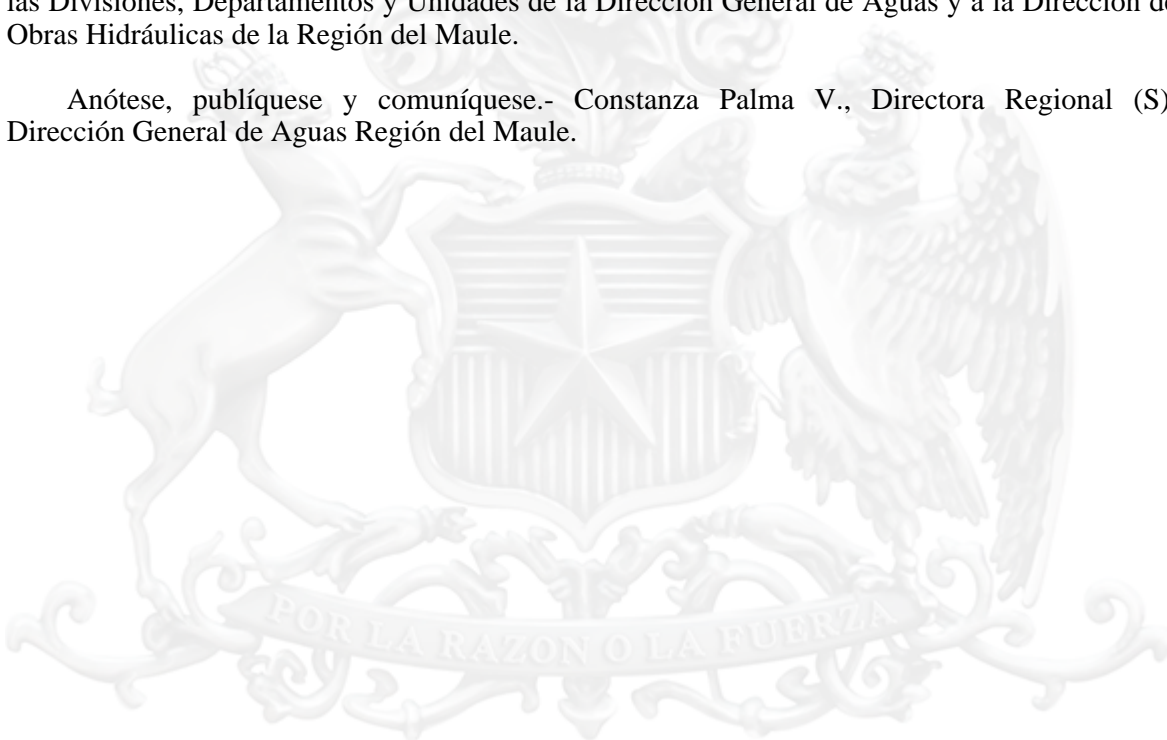 las Divisiones, Departamentos y Unidades de la Dirección General de Aguas y a la Dirección de
Obras Hidráulicas de la Región del Maule.
Anótese, publíquese y comuníquese.- Constanza Palma V., Directora Regional (S)
Dirección General de Aguas Región del Maule.
POR LA RAZON O LA FUERZA